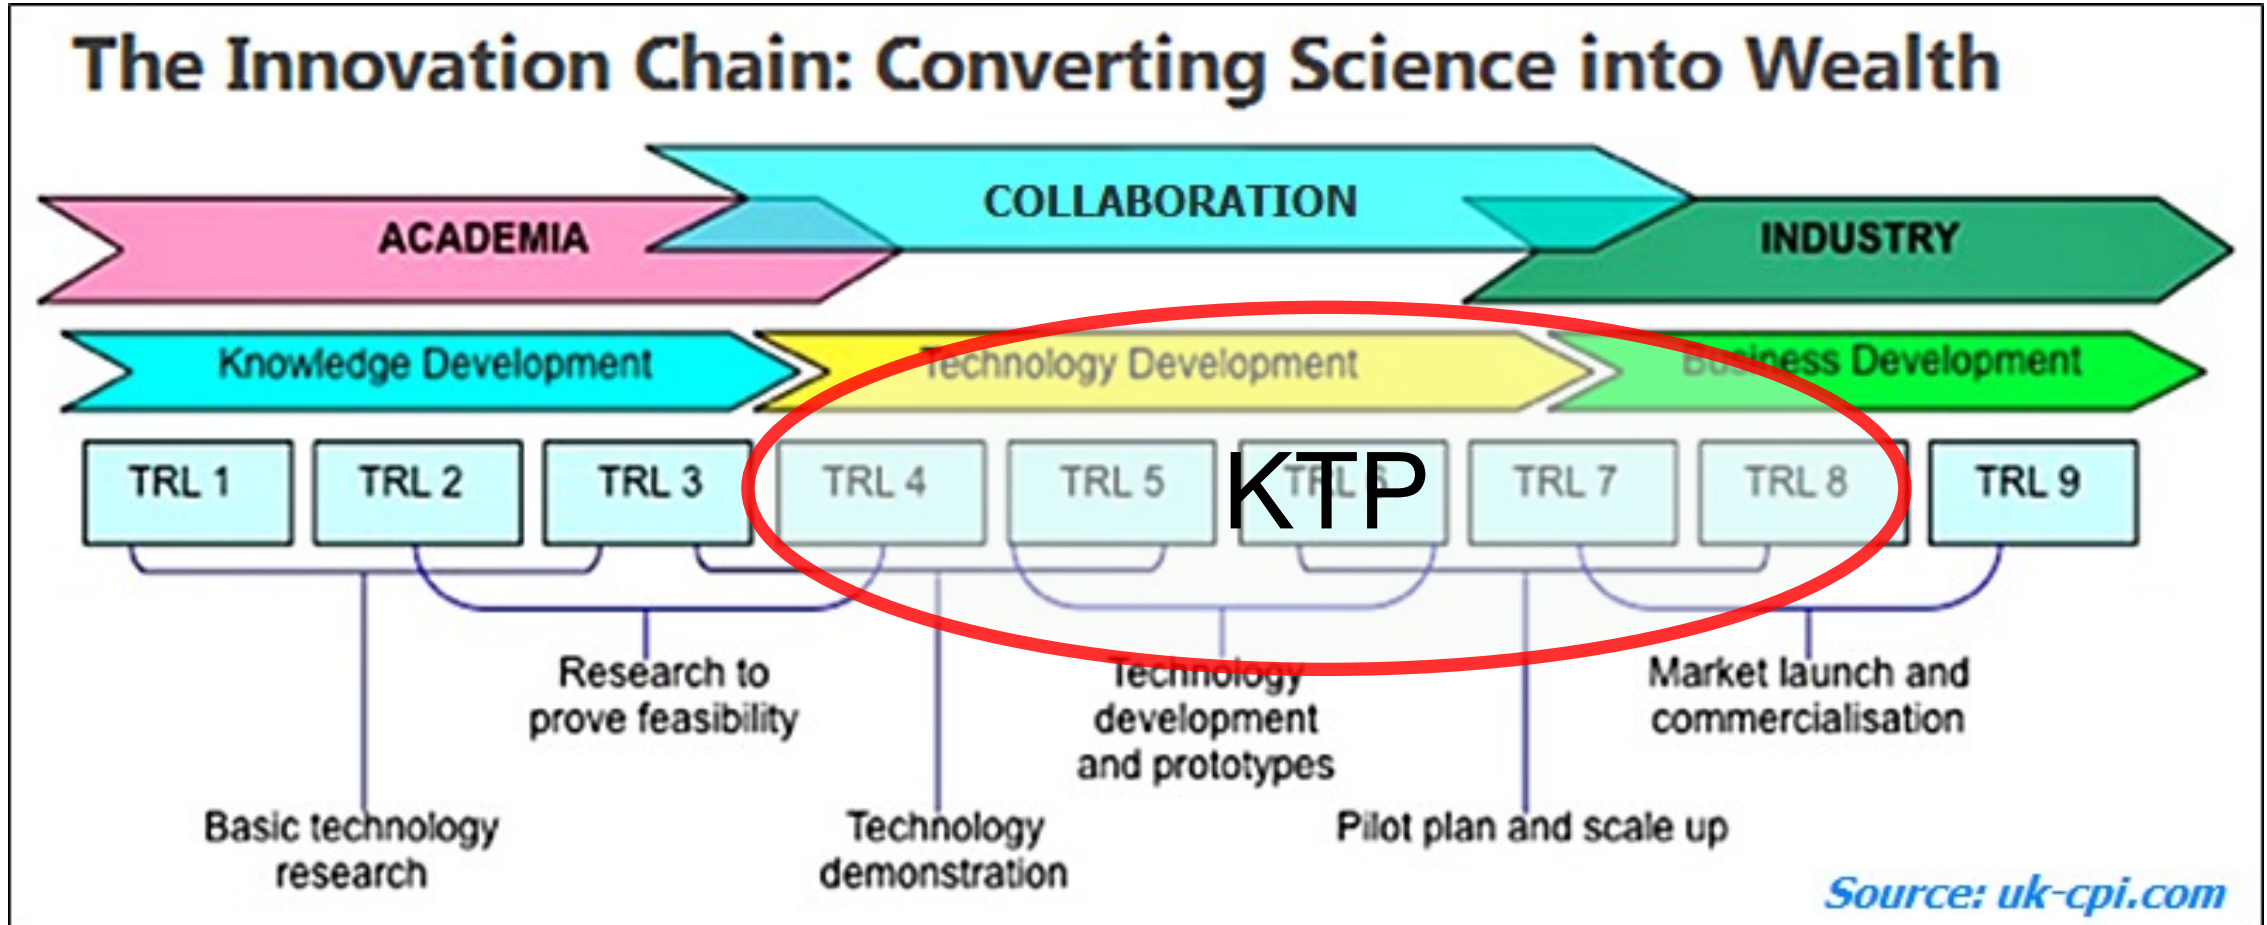 The Innovation Chain: Converting Science into Wealth
COLLABORATION
ACADEMIA
INDUSTRY
Knowledge Development
Technology Development
Business Development
TRL 1
TRL 2
TRL 3
TRL 4
TRL 5
TRL 6
KTP
TRL 7
TRL 8
TRL 9
Research to
prove feasibility
Technology
development
and prototypes
Market launch and
commercialisation
Basic technology
research
Technology
demonstration
Pilot plan and scale up
Source: uk-cpi.com